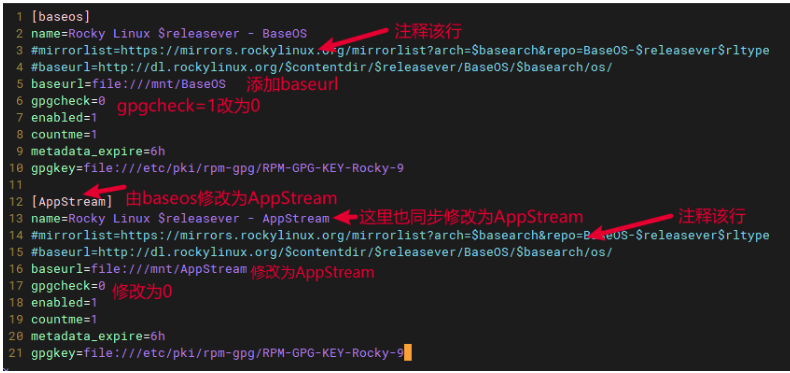 1 [baseos]
2 name=Rocky Linux $releasever - BaseOS 注释该行
3 #mirrorlist=https://mirrors.rockylinux.org/mirrorlist?arch=$basearch&repo=BaseOS-$releasever$rltype
4 #baseurl=http://dl.rockylinux.org/$contentdir/$releasever/BaseOS/$basearch/os/
5 baseurl=file:///mnt/BaseOS 添加baseurl
6 gpgcheck=0 gpgcheck=1改为0
7 enabled=1
8 countme=1
9 metadata_expire=6h
10 gpgkey=file:///etc/pki/rpm-gpg/RPM-GPG-KEY-Rocky-9
11
12 [AppStream] 由baseos修改为AppStream
13 name=Rocky Linux $releasever - AppStream 这里也同步修改为AppStream 注释该行
14 #mirrorlist=https://mirrors.rockylinux.org/mirrorlist?arch=$basearch&repo=BaseOS-$releasever$rltype
15 #baseurl=http://dl.rockylinux.org/$contentdir/$releasever/BaseOS/$basearch/os/
16 baseurl=file:///mnt/AppStream 修改为AppStream
17 gpgcheck=0 修改为0
18 enabled=1
19 countme=1
20 metadata_expire=6h
21 gpgkey=file:///etc/pki/rpm-gpg/RPM-GPG-KEY-Rocky-9